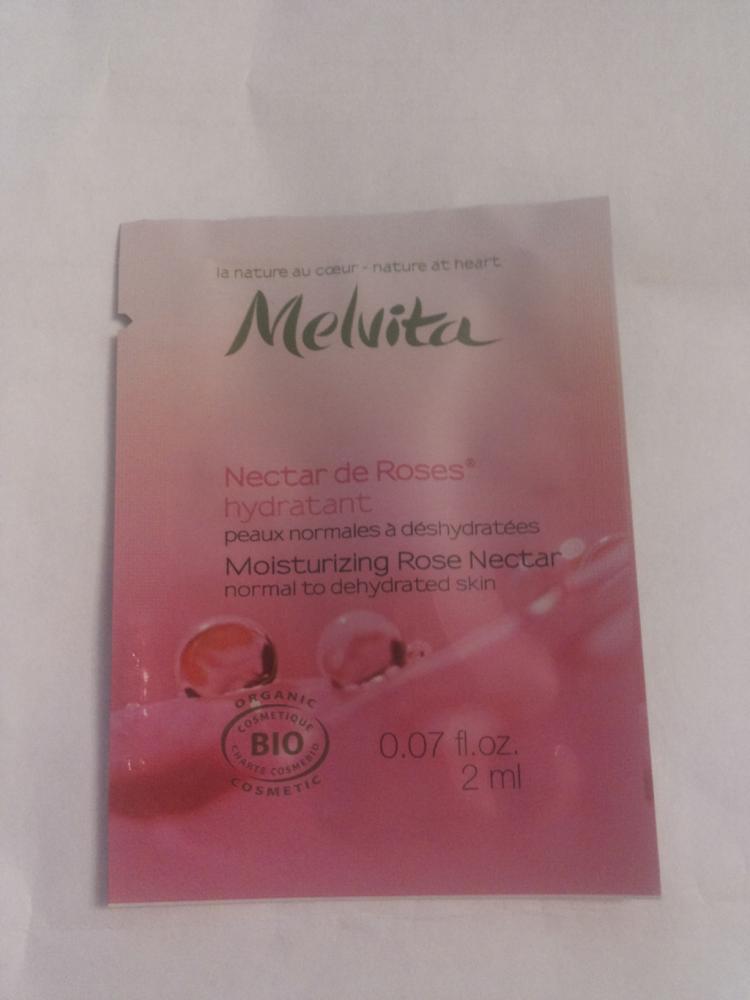 la nature au cœur - nature at heart
Melvita
Nectar de Roses®
hydratant
peaux normales à déshydratées
Moisturizing Rose Nectar
normal to dehydrated skin
ORGANIC
COSMETIQUE
BIO
CHARTE COSMEBIO
COSMETIC
0.07 fl.oz.
2 ml